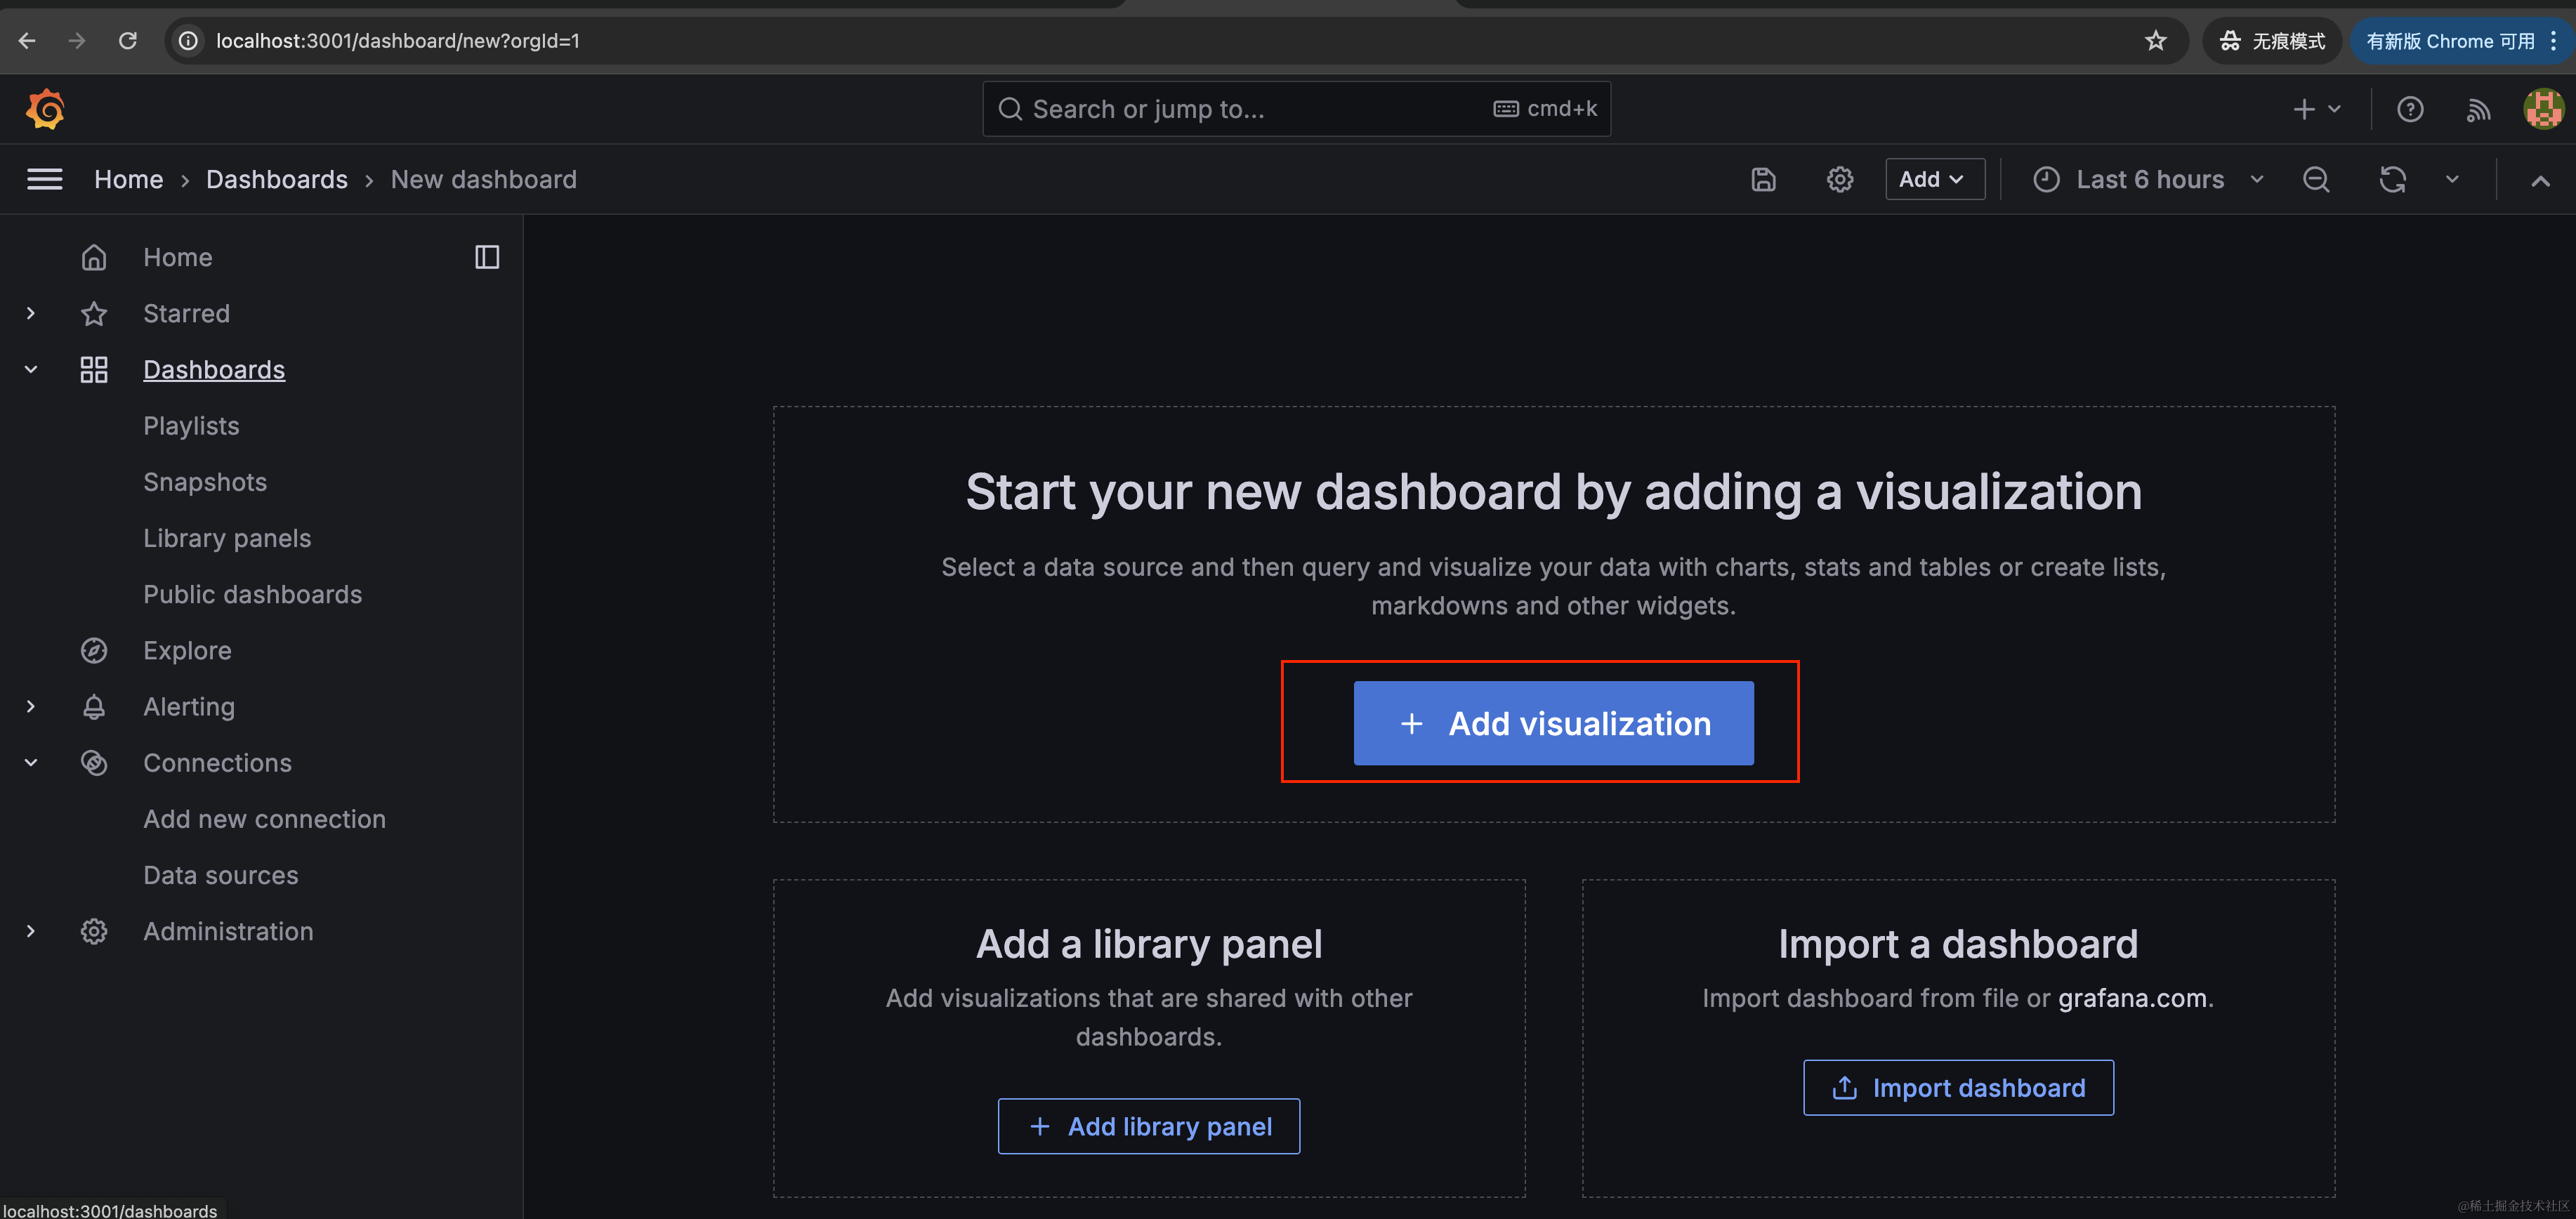 localhost:3001/dashboard/new?orgId=1
无痕模式
有新版 Chrome 可用
Search or jump to...
cmd+k
Home
Dashboards
New dashboard
Add
Last 6 hours
Home
Starred
Dashboards
Playlists
Snapshots
Library panels
Public dashboards
Explore
Alerting
Connections
Add new connection
Data sources
Administration
Start your new dashboard by adding a visualization
Select a data source and then query and visualize your data with charts, stats and tables or create lists,
markdowns and other widgets.
+ Add visualization
Add a library panel
Add visualizations that are shared with other
dashboards.
+ Add library panel
Import a dashboard
Import dashboard from file or grafana.com.
Import dashboard
localhost:3001/dashboards
@稀土掘金技术社区